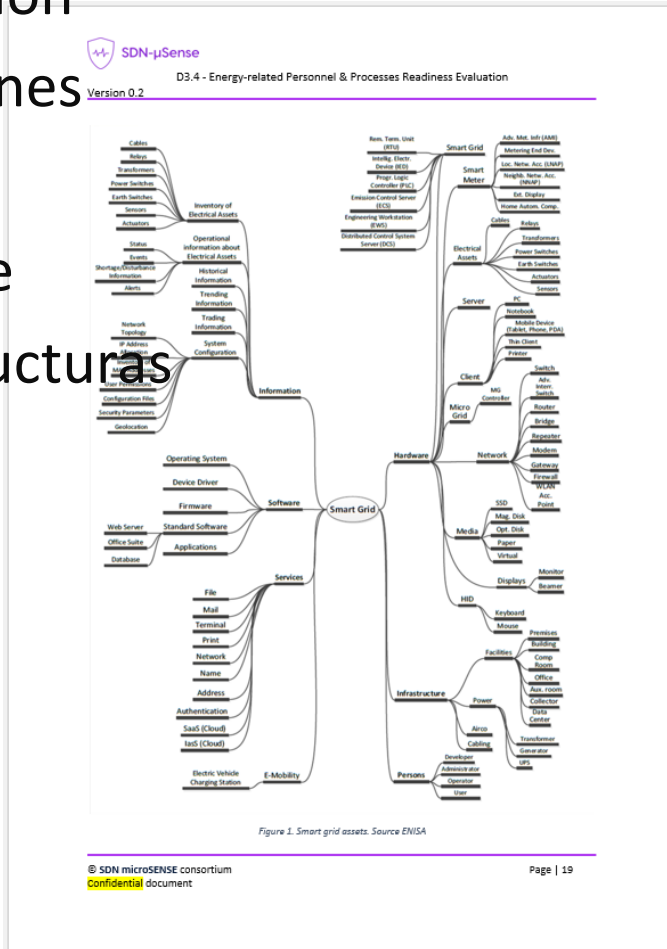 ion
nes
e
ucturas
SDN-µSense
D3.4 - Energy-related Personnel & Processes Readiness Evaluation
Version 0.2
Smart Grid
Information
Inventory of
Electrical Assets
Cables
Relays
Transformers
Power Switches
Earth Switches
Sensors
Actuators
Operational
information about
Electrical Assets
Status
Events
Shortage/Disturbance
Information
Alerts
Historical
Information
Trending
Information
Trading
Information
System
Configuration
Network
Topology
IP Address
User Permissions
Configuration Files
Security Parameters
Geolocation
Software
Operating System
Device Driver
Firmware
Standard Software
Web Server
Office Suite
Database
Applications
Services
File
Mail
Terminal
Print
Network
Name
Address
Authentication
SaaS (Cloud)
IasS (Cloud)
E-Mobility
Electric Vehicle
Charging Station
Hardware
Smart Grid
Rem. Term. Unit
(RTU)
Intellig. Electr.
Device (IED)
Progr. Logic
Controller (PLC)
Emission Control Server
(ECS)
Engineering Workstation
(EWS)
Distributed Control System
Server (DCS)
Smart
Meter
Adv. Met. Infr (AMI)
Metering End Dev.
Loc. Netw. Acc. (LNAP)
Neighb. Netw. Acc.
(NNAP)
Ext. Display
Home Autom. Comp.
Electrical
Assets
Cables
Relays
Transformers
Power Switches
Earth Switches
Actuators
Sensors
Server
Client
PC
Notebook
Mobile Device
(Tablet, Phone, PDA)
Thin Client
Printer
Micro
Grid
MG
Controller
Network
Switch
Adv.
Interr.
Switch
Router
Bridge
Repeater
Modem
Gateway
Firewall
WLAN
Acc.
Point
Media
SSD
Mag. Disk
Opt. Disk
Paper
Virtual
Displays
Monitor
Beamer
HID
Keyboard
Mouse
Infrastructure
Facilities
Premises
Building
Comp
Room
Office
Aux. room
Collector
Data
Center
Power
Transformer
Generator
UPS
Airco
Cabling
Persons
Developer
Administrator
Operator
User
Figure 1. Smart grid assets. Source ENISA
© SDN microSENSE consortium
Page | 19
Confidential document